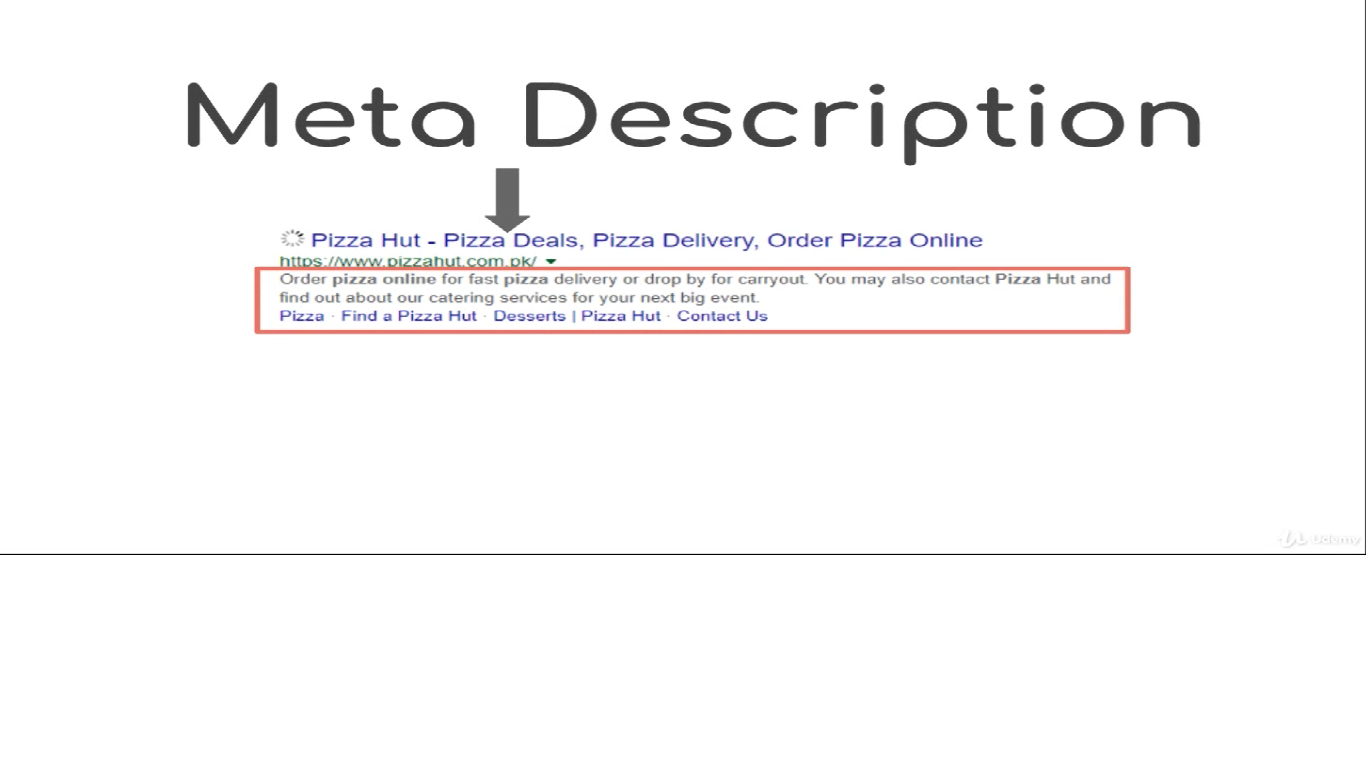 Meta Description
Pizza Hut - Pizza Deals, Pizza Delivery, Order Pizza Online
https://www.pizzahut.com.pk/
Order pizza online for fast pizza delivery or drop by for carryout. You may also contact Pizza Hut and
find out about our catering services for your next big event.
Pizza · Find a Pizza Hut · Desserts | Pizza Hut · Contact Us
Udemy